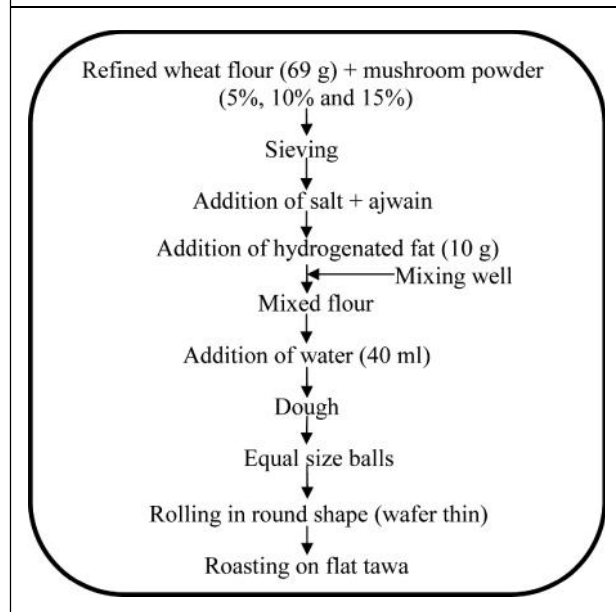 Refined wheat flour (69 g) + mushroom powder
(5%, 10% and 15%)
Sieving
Addition of salt + ajwain
Addition of hydrogenated fat (10 g)
Mixing well
Mixed flour
Addition of water (40 ml)
Dough
Equal size balls
Rolling in round shape (wafer thin)
Roasting on flat tawa